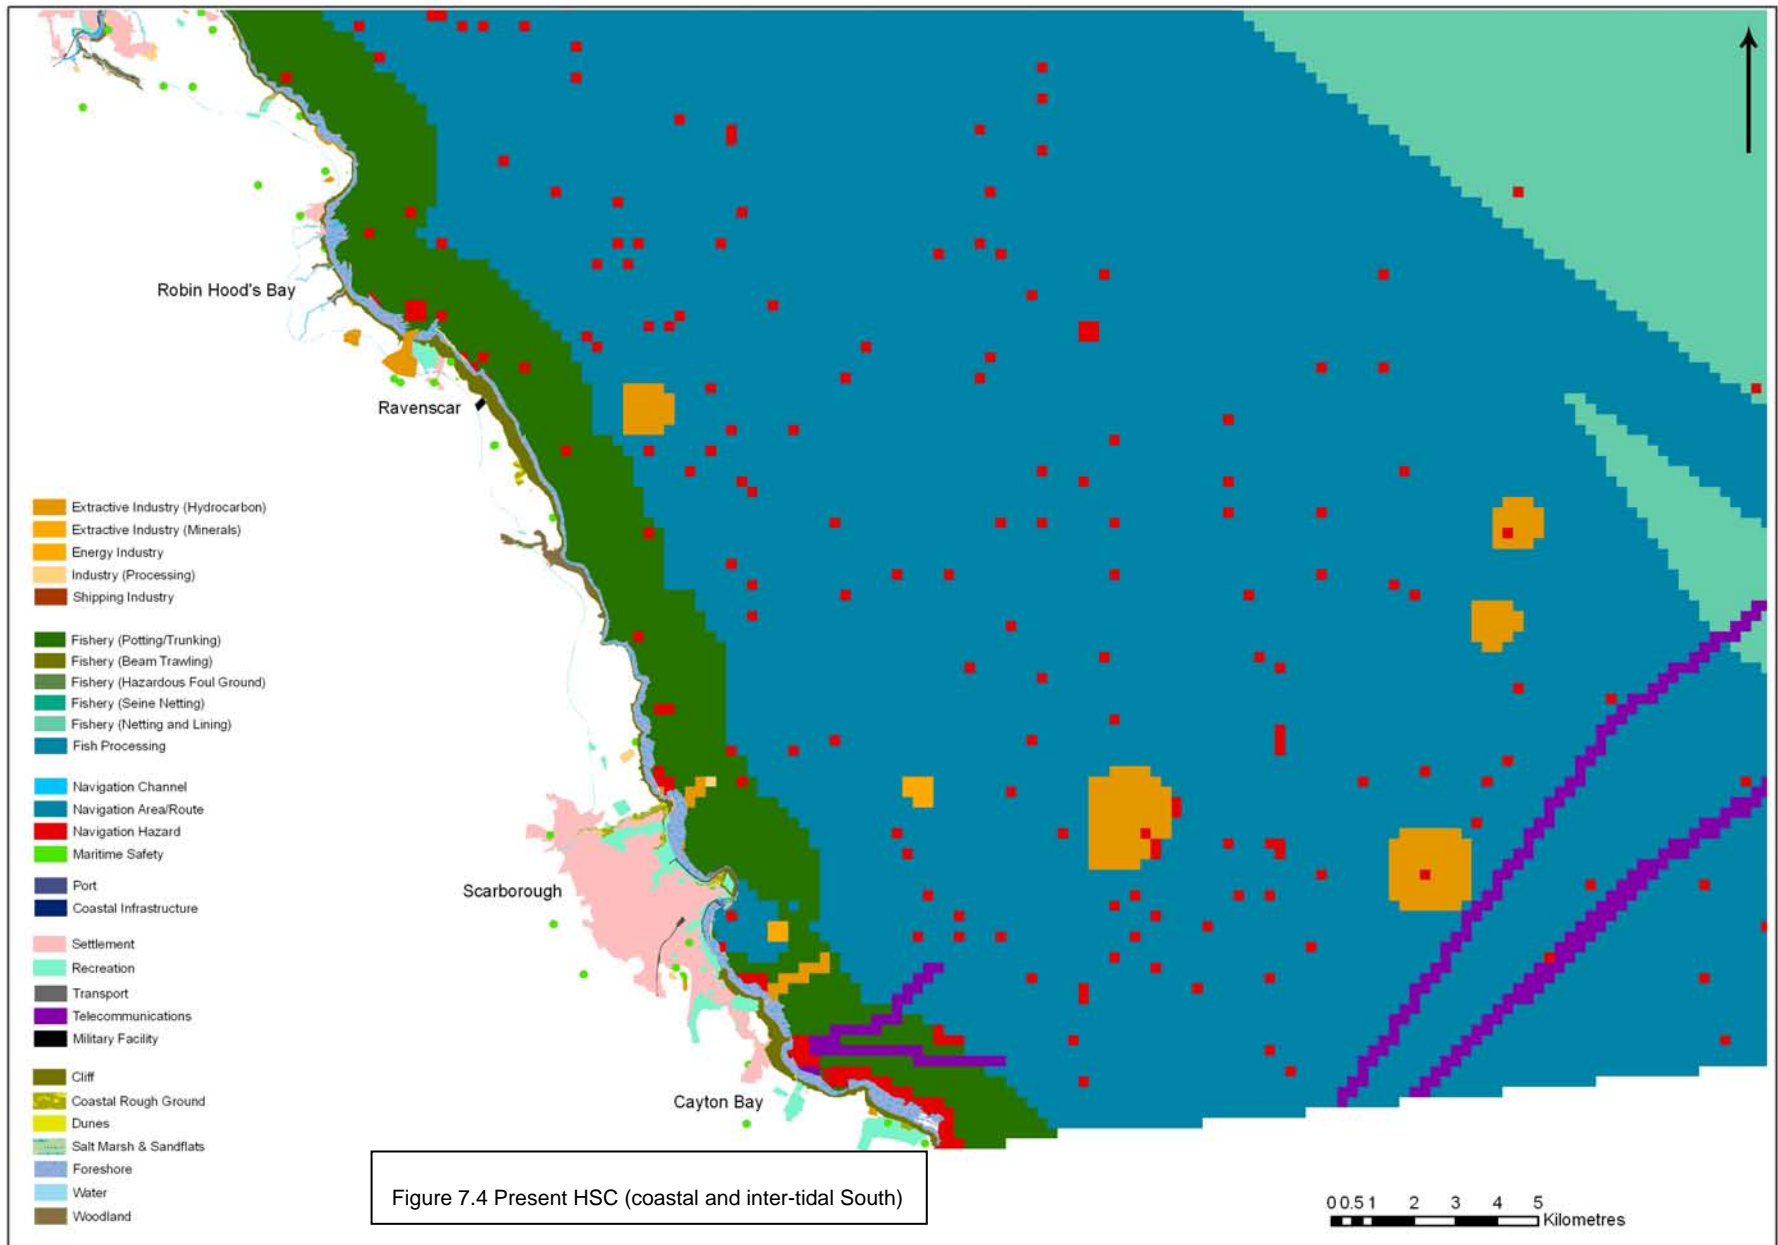 Robin Hood's Bay
Ravenscar
Extractive Industry (Hydrocarbon)
Extractive Industry (Minerals)
Energy Industry
Industry (Processing)
Shipping Industry
Fishery (Potting/Trunking)
Fishery (Beam Trawling)
Fishery (Hazardous Foul Ground)
Fishery (Seine Netting)
Fishery (Netting and Lining)
Fish Processing
Navigation Channel
Navigation Area/Route
Navigation Hazard
Maritime Safety
Port
Coastal Infrastructure
Settlement
Recreation
Transport
Telecommunications
Military Facility
Cliff
Coastal Rough Ground
Dunes
Salt Marsh & Sandflats
Foreshore
Water
Woodland
Scarborough
Cayton Bay
Figure 7.4 Present HSC (coastal and inter-tidal South)
0 0.5 1 2 3 4 5
Kilometres